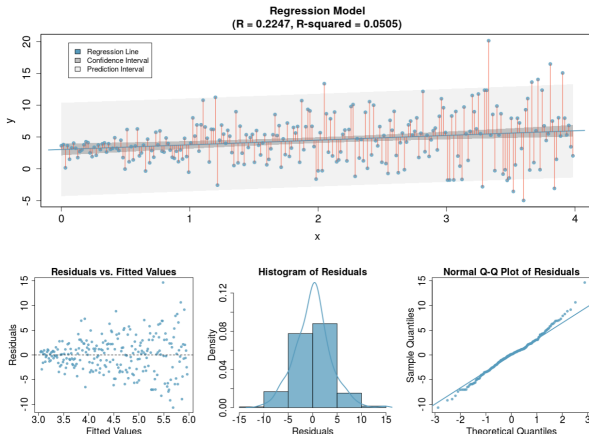 Regression Model
(R = 0.2247, R-squared = 0.0505)
20
15
10
5
0
-5
y
Regression Line
Confidence Interval
Prediction Interval
0 1 2 3 4
x
Residuals vs. Fitted Values
15
10
5
0
-5
-10
Residuals
3.0 3.5 4.0 4.5 5.0 5.5 6.0
Fitted Values
Histogram of Residuals
0.12
0.08
0.04
0.00
Density
-15 -10 -5 0 5 10 15
Residuals
Normal Q-Q Plot of Residuals
15
10
5
0
-5
-10
Sample Quantiles
-3 -2 -1 0 1 2 3
Theoretical Quantiles